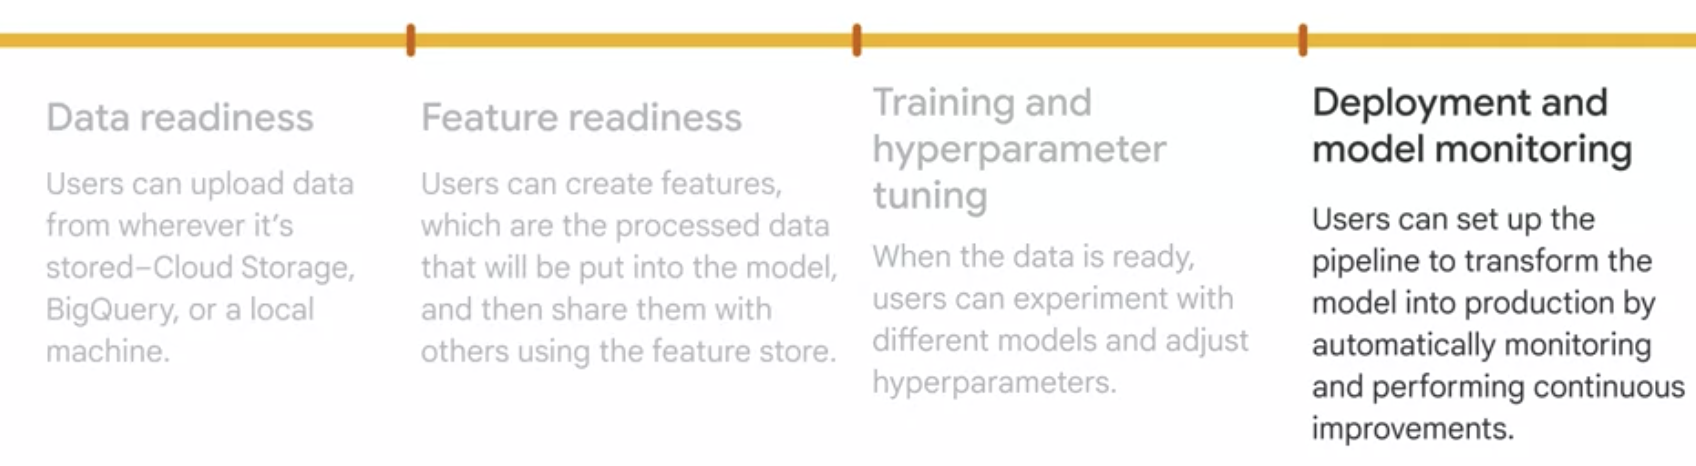 Data readiness
Users can upload data
from wherever it's
stored–Cloud Storage,
BigQuery, or a local
machine.
Feature readiness
Users can create features,
which are the processed data
that will be put into the model,
and then share them with
others using the feature store.
Training and
hyperparameter
tuning
When the data is ready,
users can experiment with
different models and adjust
hyperparameters.
Deployment and
model monitoring
Users can set up the
pipeline to transform the
model into production by
automatically monitoring
and performing continuous
improvements.